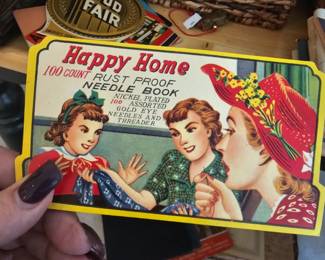 FAIR
Happy Home
100 COUNT RUST PROOF
NEEDLE BOOK
NICKEL PLATED
100 ASSORTED
GOLD EYE
NEEDLES AND
THREADER